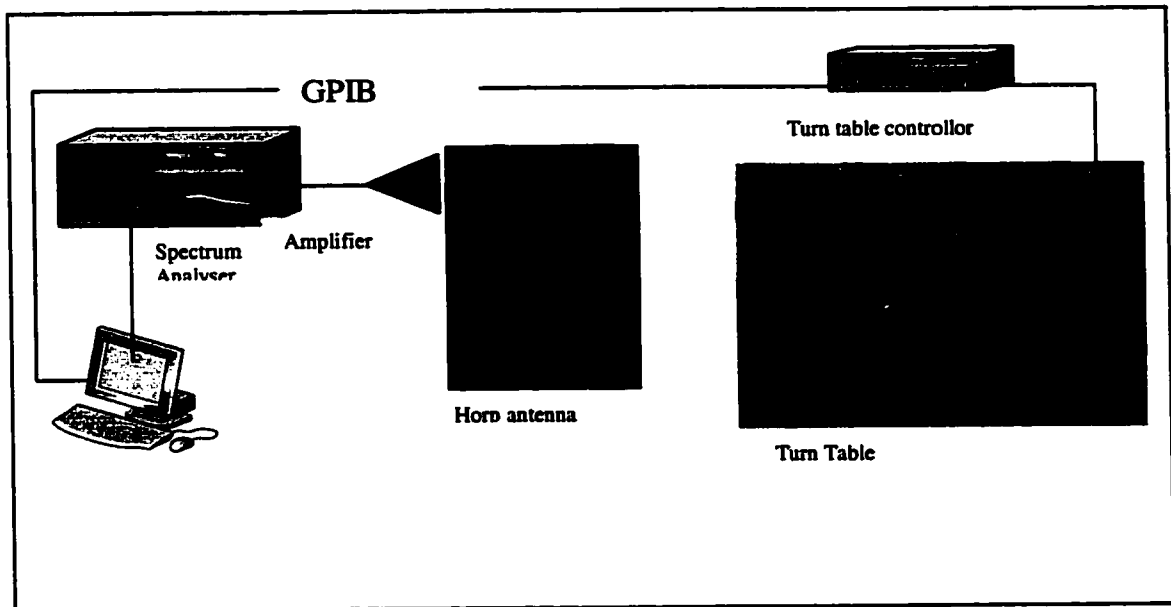 GPIB
Turn table controllor
Spectrum
Analyser
Amplifier
Horn antenna
Turn Table